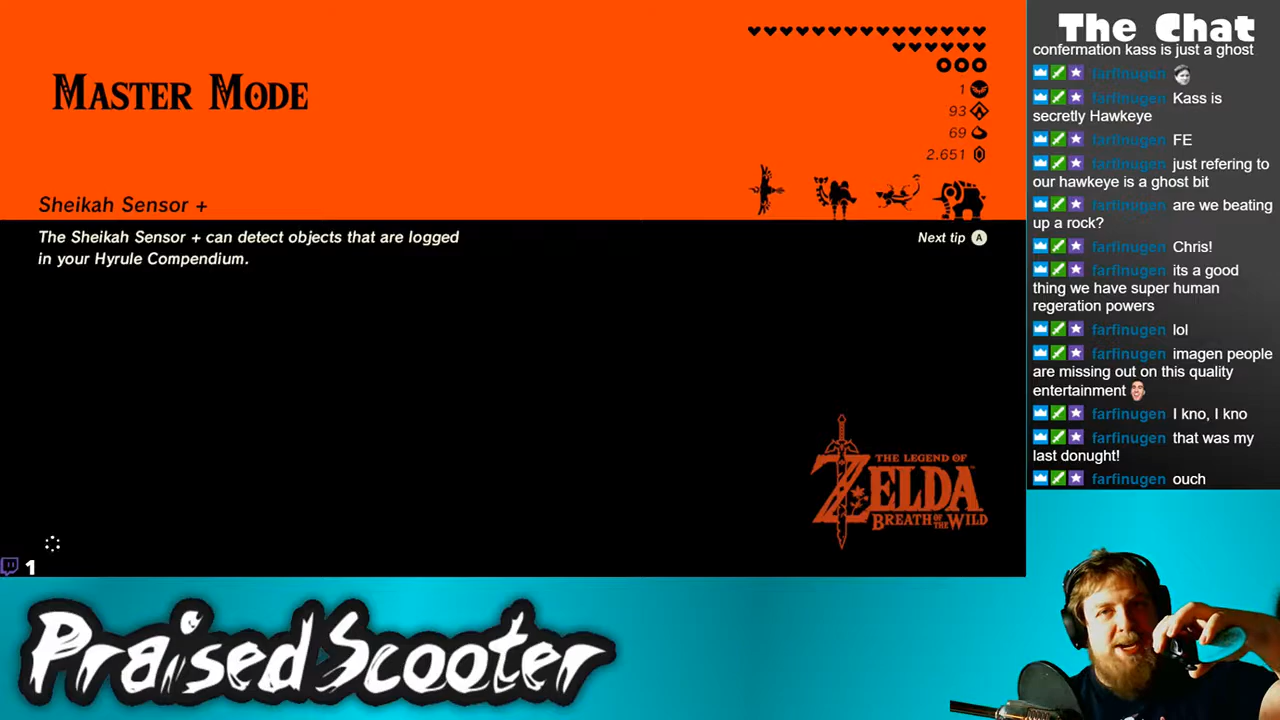 Master Mode
1
93
69
2.651
Sheikah Sensor +
The Sheikah Sensor + can detect objects that are logged
in your Hyrule Compendium.
Next tip A
THE LEGEND OF
ZELDA
BREATH OF THE WILD
1
PraisedScooter
The Chat
confermation kass is just a ghost
farfinugen
farfinugen Kass is
secretly Hawkeye
farfinugen FE
farfinugen just refering to
our hawkeye is a ghost bit
farfinugen are we beating
up a rock?
farfinugen Chris!
farfinugen its a good
thing we have super human
regeration powers
farfinugen lol
farfinugen imagen people
are missing out on this quality
entertainment
farfinugen I kno, I kno
farfinugen that was my
last donught!
farfinugen ouch